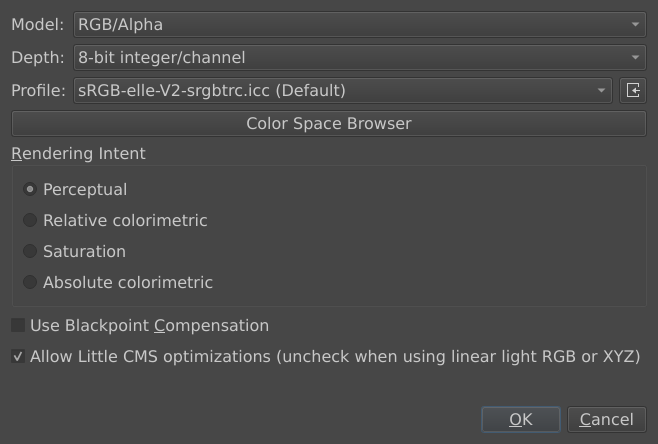 Model: RGB/Alpha
Depth: 8-bit integer/channel
Profile: sRGB-elle-V2-srgbtrc.icc (Default)
Color Space Browser
Rendering Intent
Perceptual
Relative colorimetric
Saturation
Absolute colorimetric
Use Blackpoint Compensation
Allow Little CMS optimizations (uncheck when using linear light RGB or XYZ)
OK Cancel